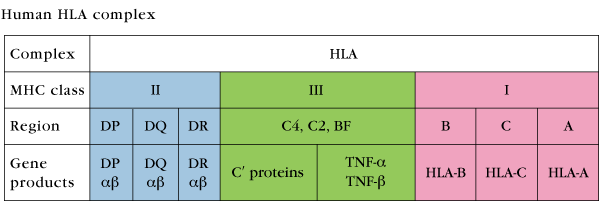 Human HLA complex
Complex HLA
MHC class II III I
Region DP DQ DR C4, C2, BF B C A
Gene products DP αβ DQ αβ DR αβ C′ proteins TNF-α TNF-β HLA-B HLA-C HLA-A